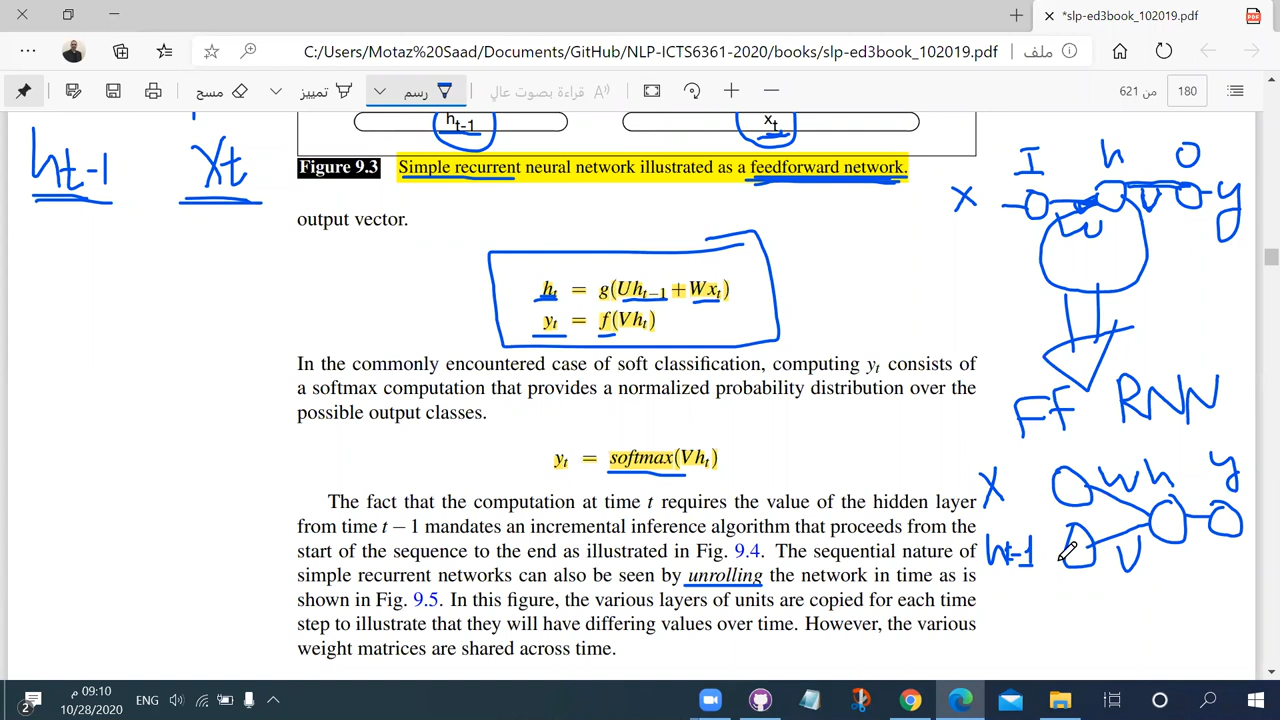 *slp-ed3book_102019.pdf
C:/Users/Motaz%20Saad/Documents/GitHub/NLP-ICTS6361-2020/books/slp-ed3book_102019.pdf ملف
مسح رسم تمييز قراءة بصوت عالٍ 180 من 621
h_{t-1} x_t
Figure 9.3 Simple recurrent neural network illustrated as a feedforward network.
output vector.
h_t = g(Uh_{t−1} + Wx_t)
y_t = f(Vh_t)
In the commonly encountered case of soft classification, computing y_t consists of
a softmax computation that provides a normalized probability distribution over the
possible output classes.
y_t = softmax(Vh_t)
The fact that the computation at time t requires the value of the hidden layer
from time t − 1 mandates an incremental inference algorithm that proceeds from the
start of the sequence to the end as illustrated in Fig. 9.4. The sequential nature of
simple recurrent networks can also be seen by unrolling the network in time as is
shown in Fig. 9.5. In this figure, the various layers of units are copied for each time
step to illustrate that they will have differing values over time. However, the various
weight matrices are shared across time.
ht-1 Xt
I h O
X y
U V
FF RNN
X W h y
ht-1 U
2
09:10 م
10/28/2020
ENG